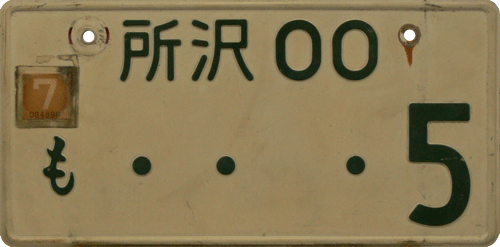 所沢 00
7
も ・・ ・5